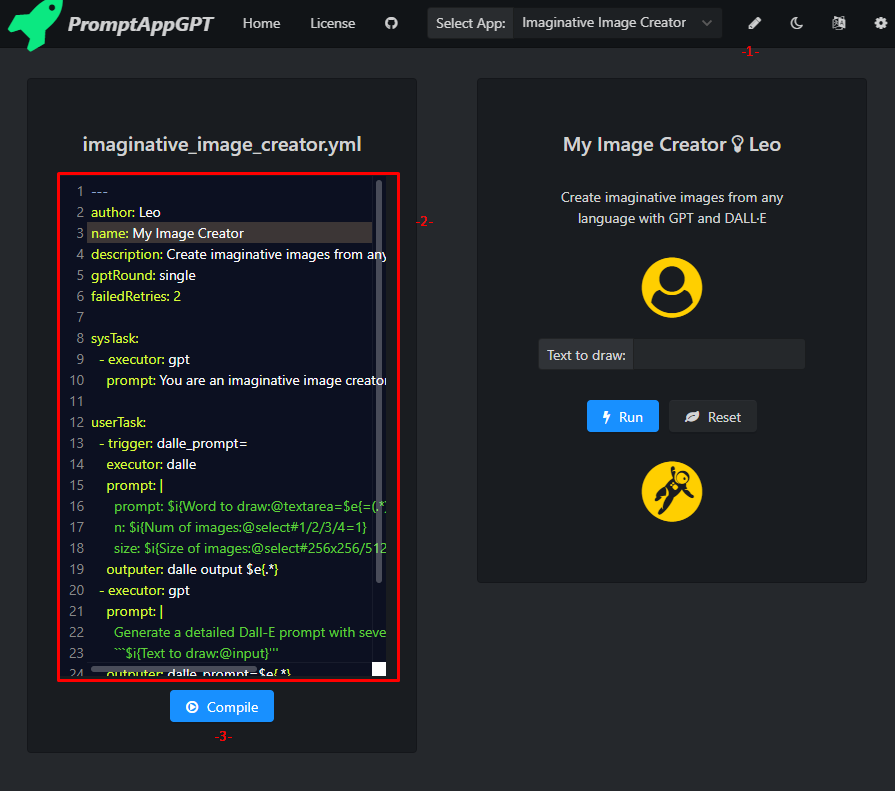 PromptAppGPT Home License Select App: Imaginative Image Creator
-1-
imaginative_image_creator.yml
1 ---
2 author: Leo
3 name: My Image Creator
4 description: Create imaginative images from any
5 gptRound: single
6 failedRetries: 2
7
8 sysTask:
9 - executor: gpt
10 prompt: You are an imaginative image creator
11
12 userTask:
13 - trigger: dalle_prompt=
14 executor: dalle
15 prompt: |
16 prompt: $i{Word to draw:@textarea=$e{=(.*)
17 n: $i{Num of images:@select#1/2/3/4=1}
18 size: $i{Size of images:@select#256x256/512
19 outputer: dalle output $e{.*}
20 - executor: gpt
21 prompt: |
22 Generate a detailed Dall-E prompt with seve
23 ```$i{Text to draw:@input}'''
24 outputer: dalle_prompt=$e{.*}
-2-
Compile
-3-
My Image Creator Leo
Create imaginative images from any
language with GPT and DALL·E
Text to draw:
Run Reset